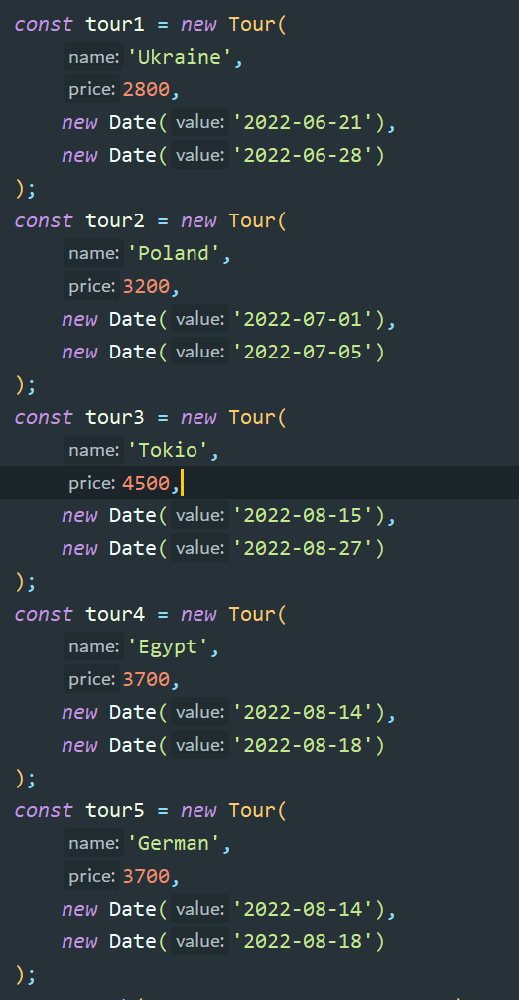 const tour1 = new Tour(
name: 'Ukraine',
price: 2800,
new Date( value: '2022-06-21'),
new Date( value: '2022-06-28')
);
const tour2 = new Tour(
name: 'Poland',
price: 3200,
new Date( value: '2022-07-01'),
new Date( value: '2022-07-05')
);
const tour3 = new Tour(
name: 'Tokio',
price: 4500,
new Date( value: '2022-08-15'),
new Date( value: '2022-08-27')
);
const tour4 = new Tour(
name: 'Egypt',
price: 3700,
new Date( value: '2022-08-14'),
new Date( value: '2022-08-18')
);
const tour5 = new Tour(
name: 'German',
price: 3700,
new Date( value: '2022-08-14'),
new Date( value: '2022-08-18')
);